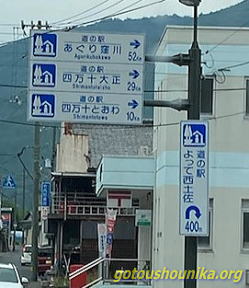 道の駅
あぐり窪川
Agurikubokawa
52㎞
道の駅
四万十大正
Shimantotaisho
29㎞
道の駅
四万十とおわ
Shimantotowa
10㎞
道の駅
よって西土佐
400m
gotoushounika.org